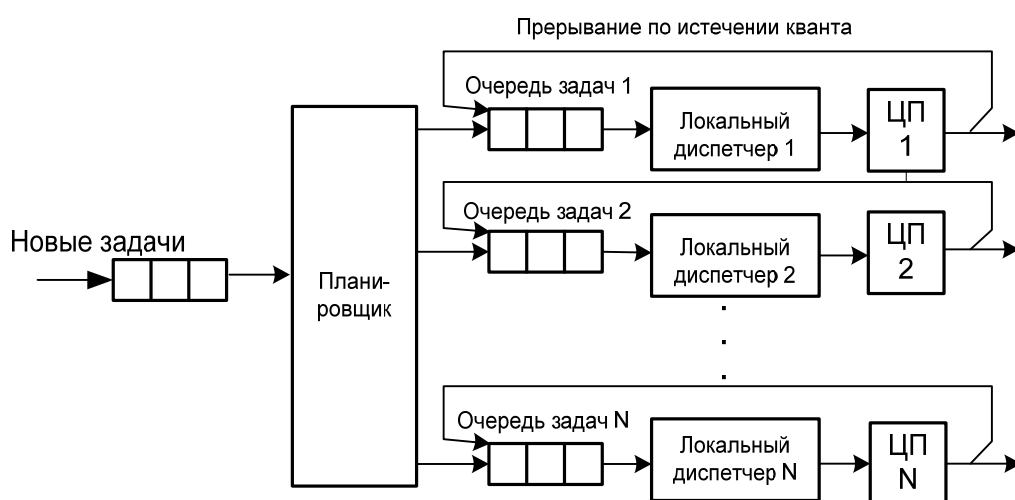 Прерывание по истечении кванта
Очередь задач 1
Локальный
диспетчер 1
ЦП
1
Очередь задач 2
Локальный
диспетчер 2
ЦП
2
Новые задачи
Плани-
ровщик
Очередь задач N
Локальный
диспетчер N
ЦП
N